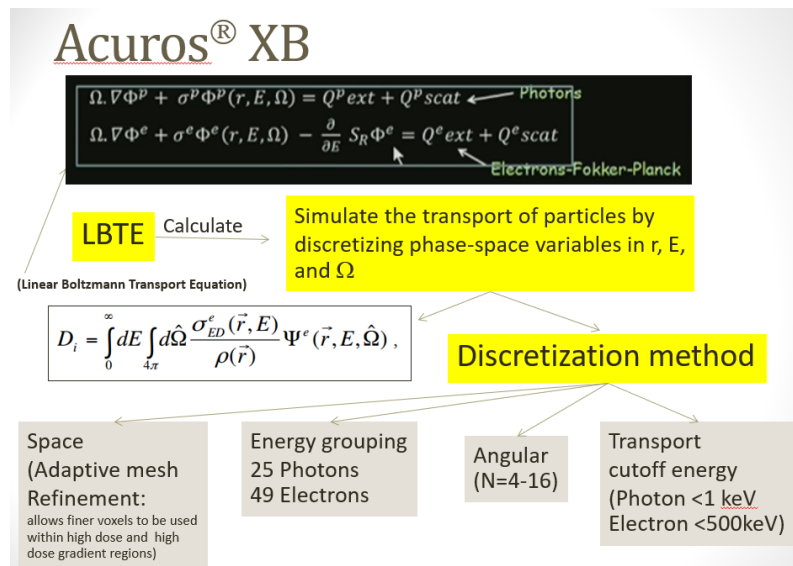 Acuros® XB
Ω.∇Φᵖ + σᵖΦᵖ(r,E,Ω) = Qᵖext + Qᵖscat
Photons
Ω.∇Φᵉ + σᵉΦᵉ(r,E,Ω) − ∂/∂E S_RΦᵉ = Qᵉext + Qᵉscat
Electrons-Fokker-Planck
LBTE
Calculate
Simulate the transport of particles by
discretizing phase-space variables in r, E,
and Ω
(Linear Boltzmann Transport Equation)
D_i = ∫₀^∞ dE ∫_4π dΩ̂ σ^e_ED(r⃗,E)/ρ(r⃗) Ψ^e(r⃗,E,Ω̂) ,
Discretization method
Space
(Adaptive mesh
Refinement:
allows finer voxels to be used
within high dose and high
dose gradient regions)
Energy grouping
25 Photons
49 Electrons
Angular
(N=4-16)
Transport
cutoff energy
(Photon <1 keV
Electron <500keV)